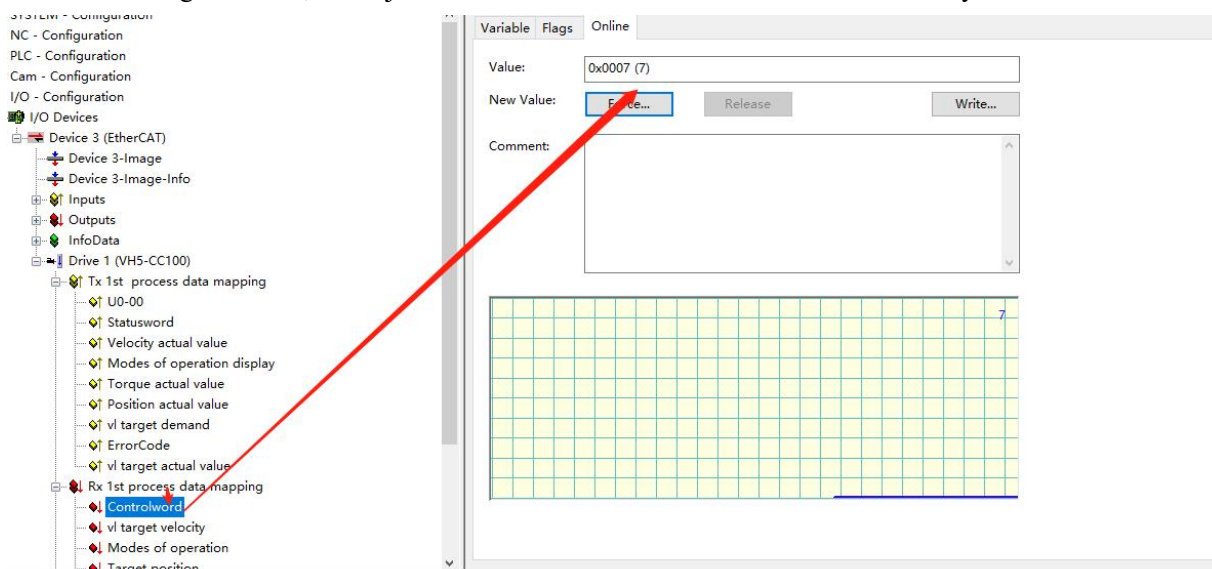 SYSTEM - Configuration
NC - Configuration
PLC - Configuration
Cam - Configuration
I/O - Configuration
I/O Devices
Device 3 (EtherCAT)
Device 3-Image
Device 3-Image-Info
Inputs
Outputs
InfoData
Drive 1 (VH5-CC100)
Tx 1st process data mapping
U0-00
Statusword
Velocity actual value
Modes of operation display
Torque actual value
Position actual value
vl target demand
ErrorCode
vl target actual value
Rx 1st process data mapping
Controlword
vl target velocity
Modes of operation
Target position
Variable Flags Online
Value: 0x0007 (7)
New Value: Force... Release Write...
Comment:
7